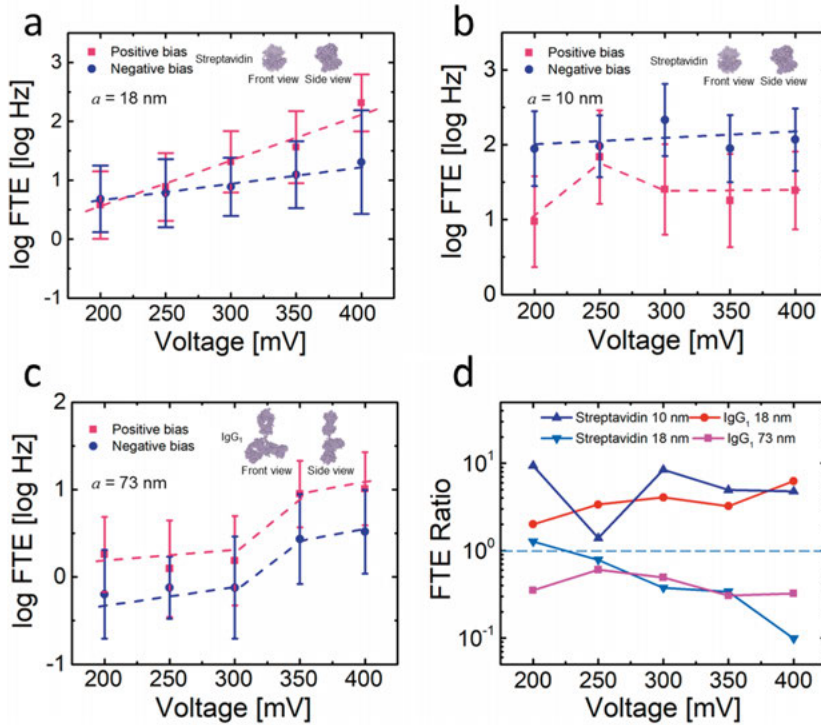 a
Positive bias
Negative bias
Streptavidin
Front view
Side view
a = 18 nm
log FTE [log Hz]
3
2
1
0
-1
200 250 300 350 400
Voltage [mV]
b
Positive bias
Negative bias
Streptavidin
Front view
Side view
a = 10 nm
log FTE [log Hz]
3
2
1
0
200 250 300 350 400
Voltage [mV]
c
Positive bias
Negative bias
IgG₁
Front view
Side view
a = 73 nm
log FTE [log Hz]
2
1
0
-1
200 250 300 350 400
Voltage [mV]
d
Streptavidin 10 nm
IgG₁ 18 nm
Streptavidin 18 nm
IgG₁ 73 nm
FTE Ratio
10¹
10⁰
10⁻¹
200 250 300 350 400
Voltage [mV]